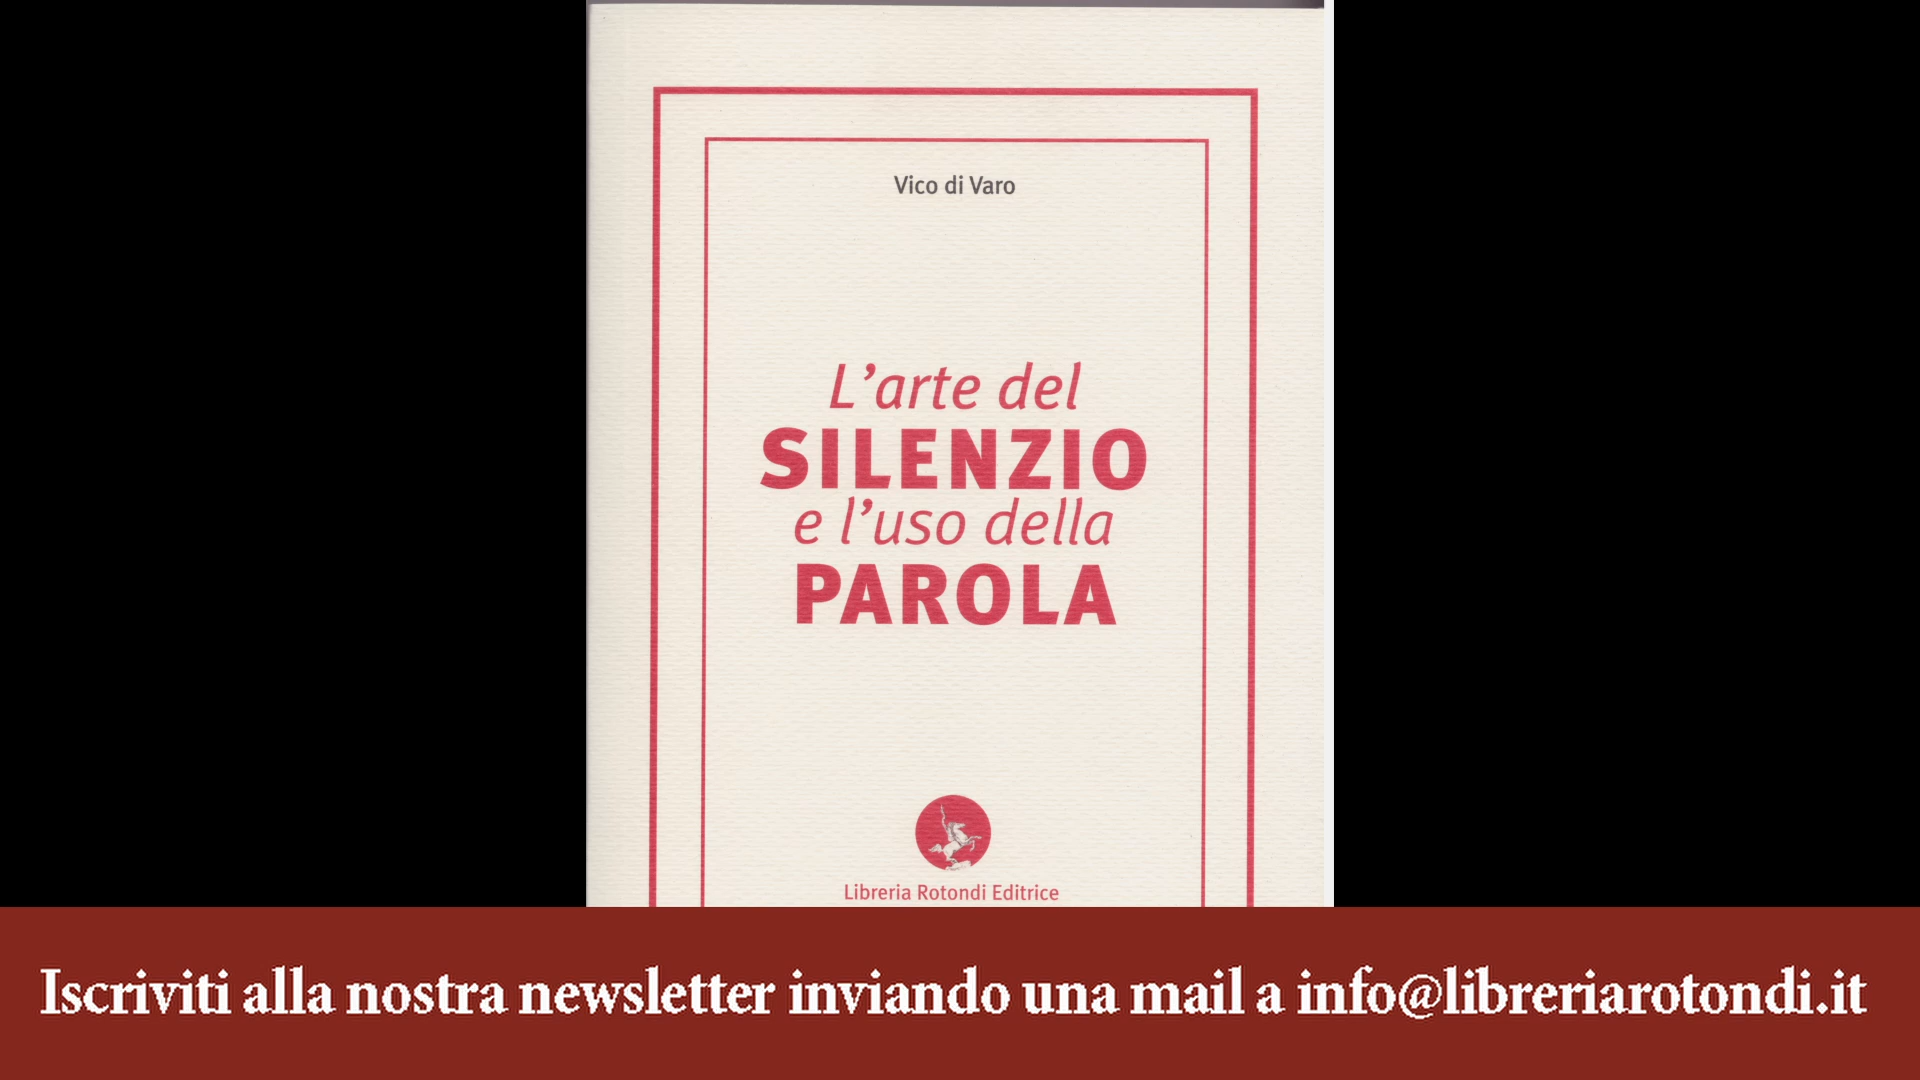 Vico di Varo
L’arte del
SILENZIO
e l’uso della
PAROLA
Libreria Rotondi Editrice
Iscriviti alla nostra newsletter inviando una mail a info@libreriarotondi.it